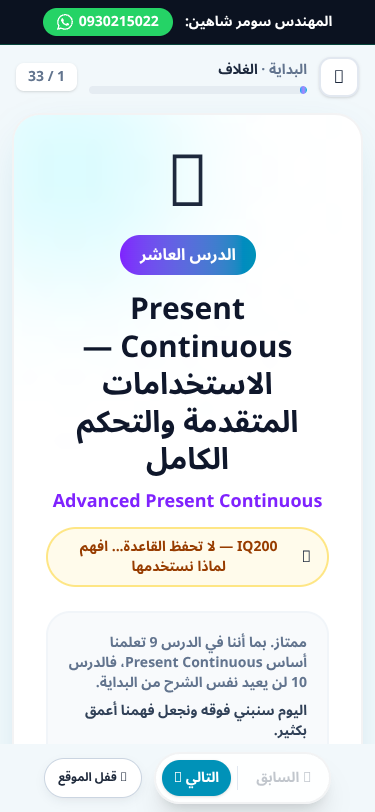 المهندس سومر شاهين:
0930215022
البداية · الغلاف
33 / 1
الدرس العاشر
Present
Continuous —
الاستخدامات
المتقدمة والتحكم
الكامل
Advanced Present Continuous
IQ200 — لا تحفظ القاعدة... افهم
لماذا نستخدمها
ممتاز. بما أننا في الدرس 9 تعلمنا
أساس Present Continuous، فالدرس
10 لن يعيد نفس الشرح من البداية.
اليوم سنبني فوقه ونجعل فهمنا أعمق
بكثير.
السابق
التالي
قفل الموقع